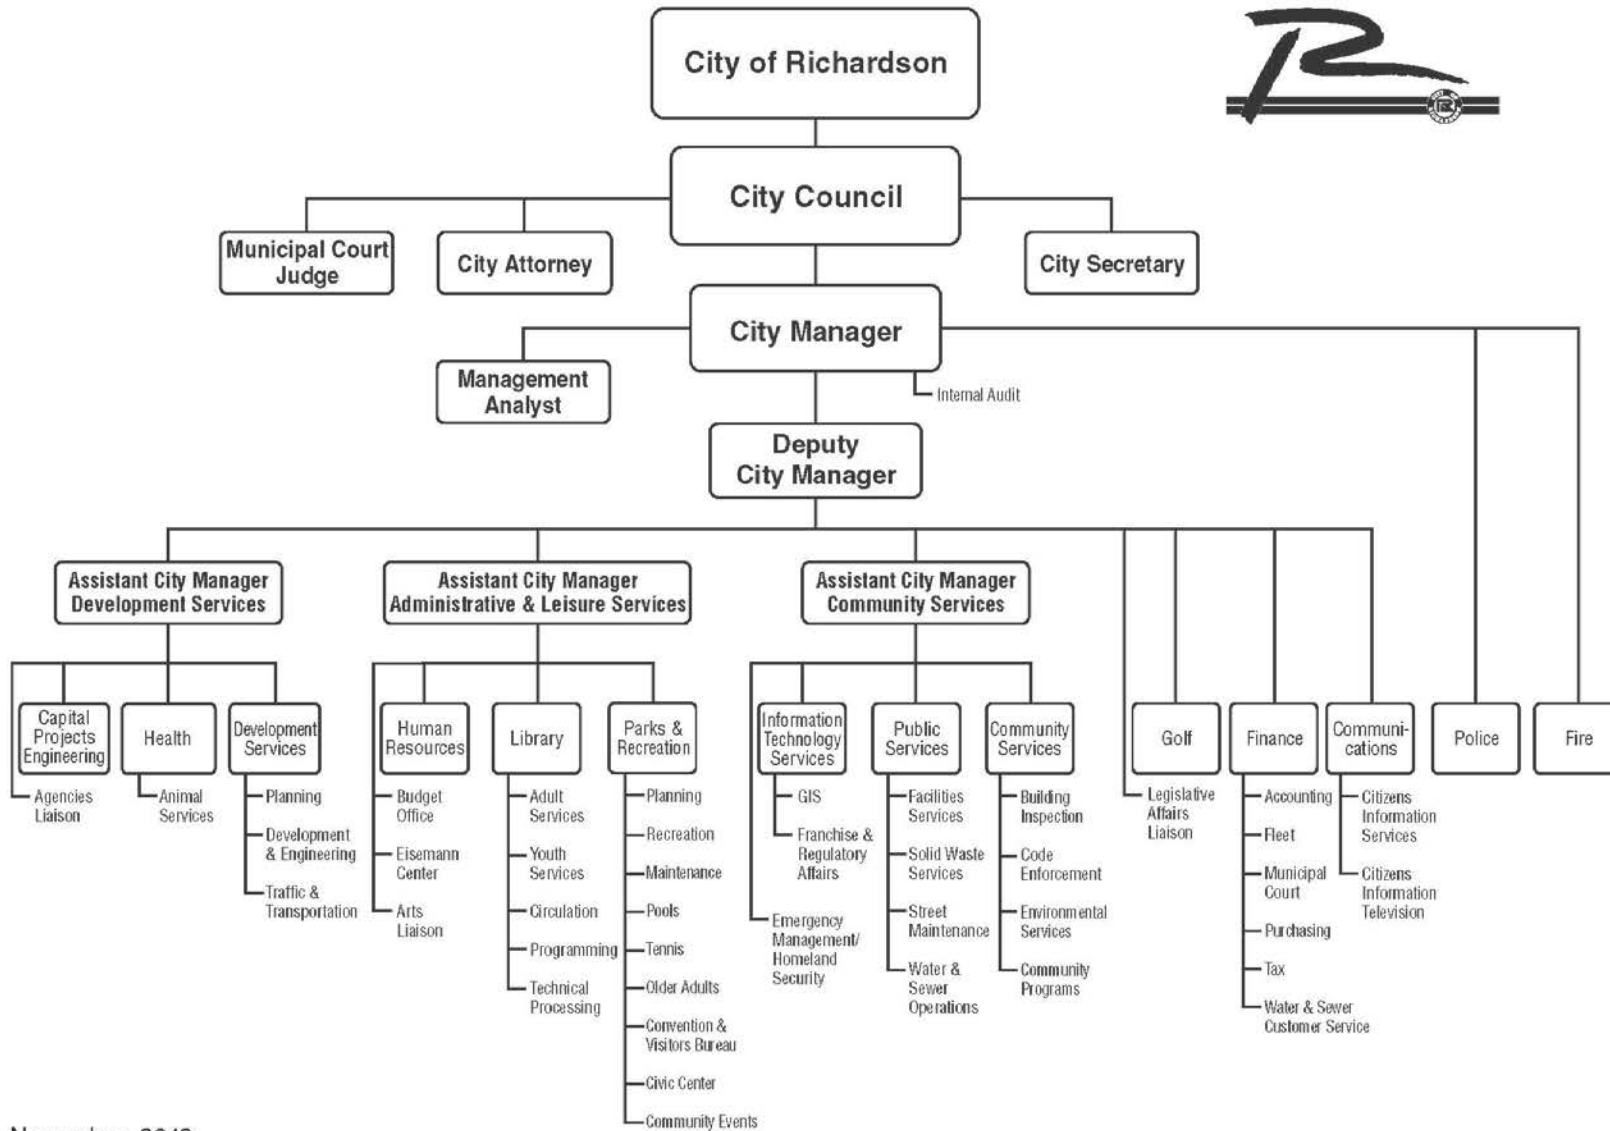 City of Richardson
City Council
Municipal Court
Judge
City Attorney
City Secretary
City Manager
Management
Analyst
Internal Audit
Deputy
City Manager
Assistant City Manager
Development Services
Assistant City Manager
Administrative & Leisure Services
Assistant City Manager
Community Services
Capital
Projects
Engineering
Agencies
Liaison
Health
Animal
Services
Development
Services
Planning
Development
& Engineering
Traffic &
Transportation
Human
Resources
Budget
Office
Eisemann
Center
Arts
Liaison
Library
Adult
Services
Youth
Services
Circulation
Programming
Technical
Processing
Parks &
Recreation
Planning
Recreation
Maintenance
Pools
Tennis
Older Adults
Convention &
Visitors Bureau
Civic Center
Community Events
Information
Technology
Services
GIS
Franchise &
Regulatory
Affairs
Emergency
Management/
Homeland
Security
Public
Services
Facilities
Services
Solid Waste
Services
Street
Maintenance
Water &
Sewer
Operations
Community
Services
Building
Inspection
Code
Enforcement
Environmental
Services
Community
Programs
Legislative
Affairs
Liaison
Golf
Finance
Accounting
Fleet
Municipal
Court
Purchasing
Tax
Water & Sewer
Customer Service
Communi-
cations
Citizens
Information
Services
Citizens
Information
Television
Police
Fire